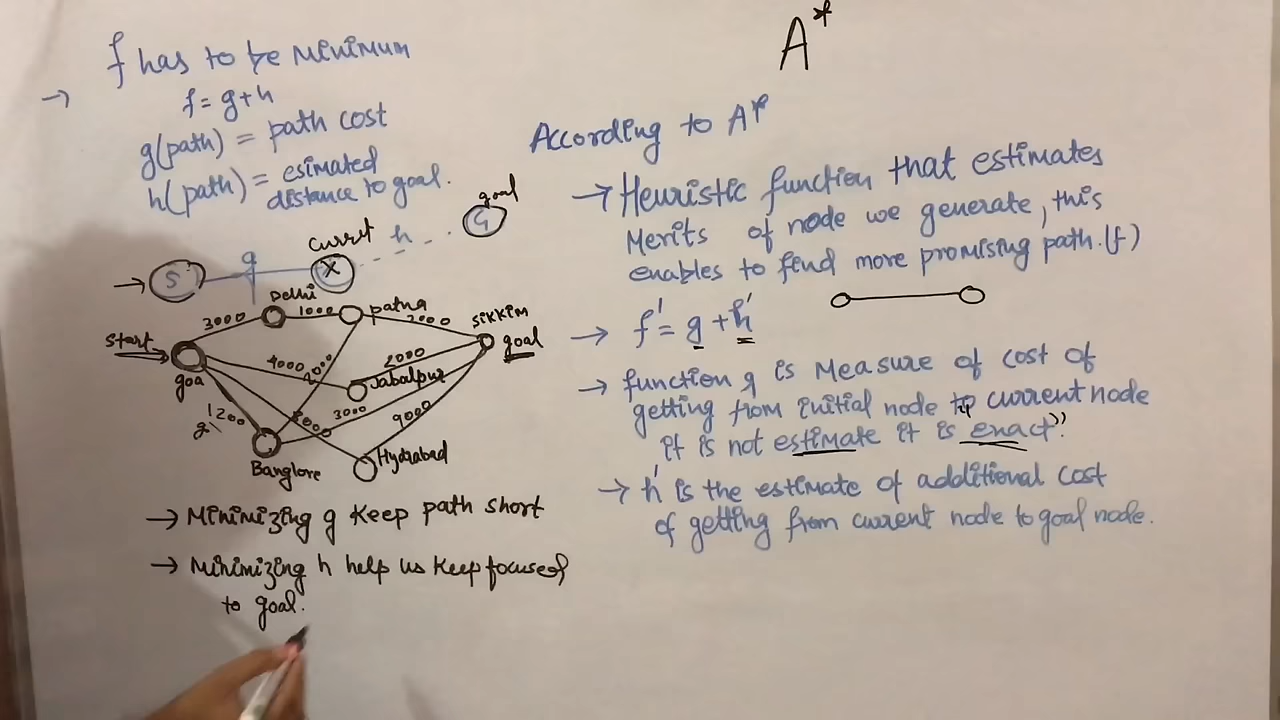 A*
f has to be minimum
→ f = g+h
g(path) = path cost
h(path) = esimated
distance to goal.
goal
G
currt h
S g X
Delhi
3000 1000 patna 2000 sikkim
start goal
goa 4000 2000 2000
Jabalpur
1200 3000 9000
Banglore Hydrabad
→ Minimizing g Keep path short
→ Minimizing h help us Keep focused
to goal.
According to A*
→ Heuristic function that estimates
Merits of node we generate, this
enables to find more promising path. (f)
→ f' = g + h'
→ function g is Measure of cost of
getting from initial node to current node
it is not estimate it is exact".
→ h' is the estimate of additional cost
of getting from current node to goal node.